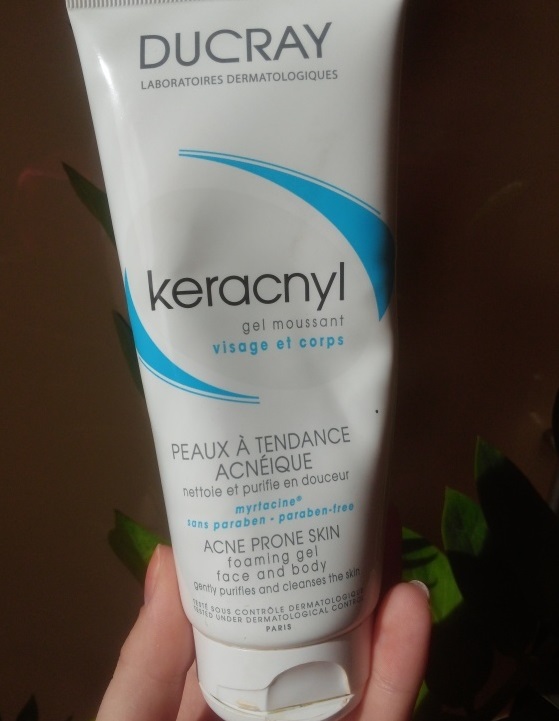 DUCRAY
LABORATOIRES DERMATOLOGIQUES
keracnyl
gel moussant
visage et corps
PEAUX À TENDANCE
ACNÉIQUE
nettoie et purifie en douceur
myrtacine®
sans paraben - paraben-free
ACNE PRONE SKIN
foaming gel
face and body
gently purifies and cleanses the skin
TESTÉ SOUS CONTRÔLE DERMATOLOGIQUE
TESTED UNDER DERMATOLOGICAL CONTROL
PARIS